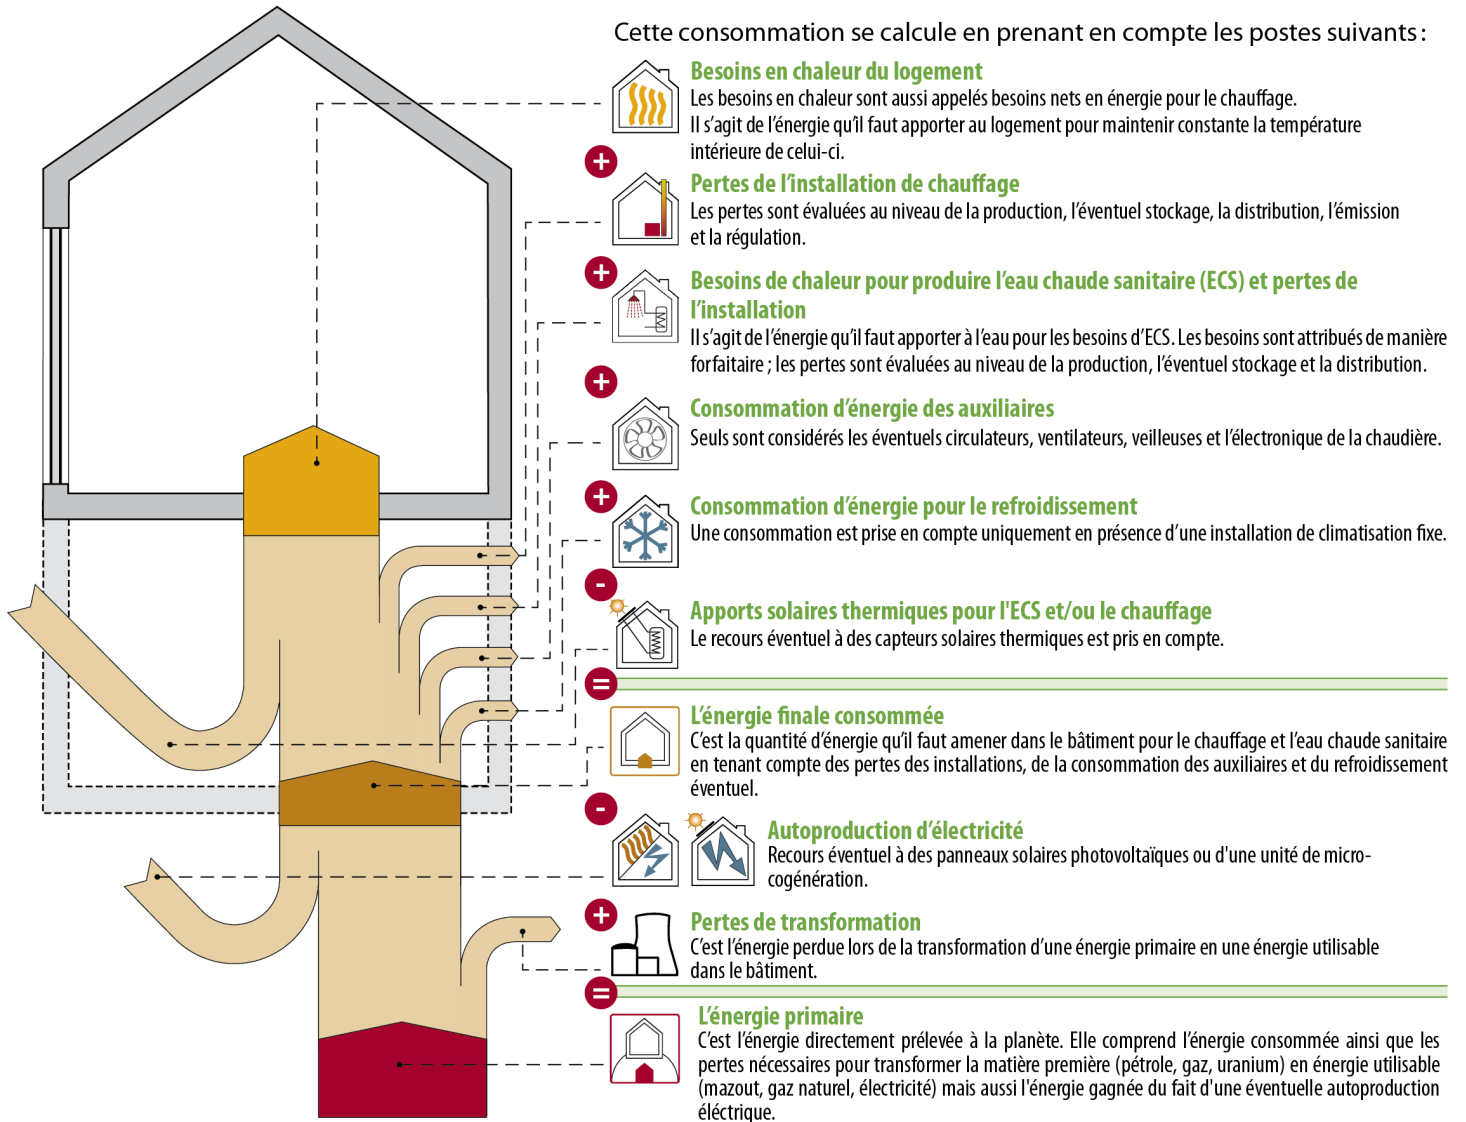 Cette consommation se calcule en prenant en compte les postes suivants :
Besoins en chaleur du logement
Les besoins en chaleur sont aussi appelés besoins nets en énergie pour le chauffage.
Il s'agit de l'énergie qu'il faut apporter au logement pour maintenir constante la température
intérieure de celui-ci.
+
Pertes de l'installation de chauffage
Les pertes sont évaluées au niveau de la production, l'éventuel stockage, la distribution, l'émission
et la régulation.
+
Besoins de chaleur pour produire l'eau chaude sanitaire (ECS) et pertes de
l'installation
Il s'agit de l'énergie qu'il faut apporter à l'eau pour les besoins d'ECS. Les besoins sont attribués de manière
forfaitaire ; les pertes sont évaluées au niveau de la production, l'éventuel stockage et la distribution.
+
Consommation d'énergie des auxiliaires
Seuls sont considérés les éventuels circulateurs, ventilateurs, veilleuses et l'électronique de la chaudière.
+
Consommation d'énergie pour le refroidissement
Une consommation est prise en compte uniquement en présence d'une installation de climatisation fixe.
-
Apports solaires thermiques pour l'ECS et/ou le chauffage
Le recours éventuel à des capteurs solaires thermiques est pris en compte.
=
L'énergie finale consommée
C'est la quantité d'énergie qu'il faut amener dans le bâtiment pour le chauffage et l'eau chaude sanitaire
en tenant compte des pertes des installations, de la consommation des auxiliaires et du refroidissement
éventuel.
-
Autoproduction d'électricité
Recours éventuel à des panneaux solaires photovoltaïques ou d'une unité de micro-
cogénération.
+
Pertes de transformation
C'est l'énergie perdue lors de la transformation d'une énergie primaire en une énergie utilisable
dans le bâtiment.
=
L'énergie primaire
C'est l'énergie directement prélevée à la planète. Elle comprend l'énergie consommée ainsi que les
pertes nécessaires pour transformer la matière première (pétrole, gaz, uranium) en énergie utilisable
(mazout, gaz naturel, électricité) mais aussi l'énergie gagnée du fait d'une éventuelle autoproduction
éléctrique.